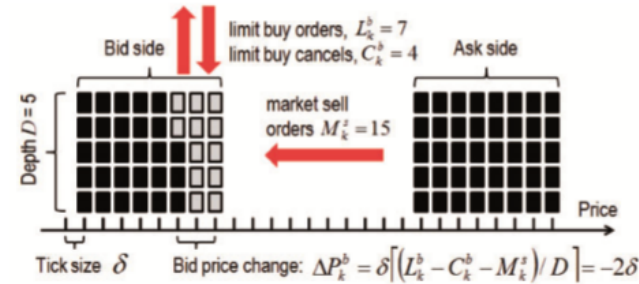 limit buy orders, L_k^b = 7
Bid side
limit buy cancels, C_k^b = 4
Ask side
Depth D = 5
market sell
orders M_k^s = 15
Price
Tick size δ
Bid price change: ΔP_k^b = δ⌈(L_k^b − C_k^b − M_k^s)/D⌉ = −2δ